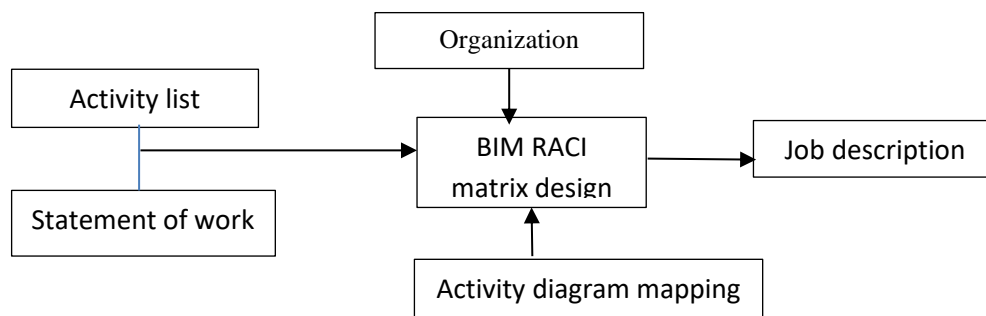 Organization
Activity list
BIM RACI
matrix design
Job description
Statement of work
Activity diagram mapping